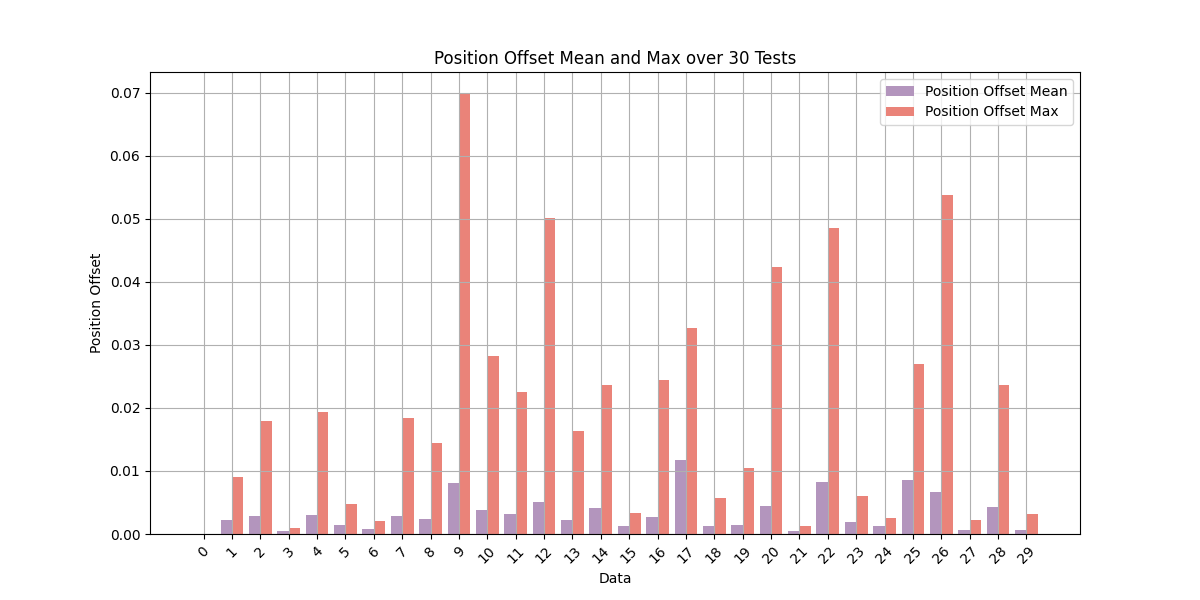 Position Offset Mean and Max over 30 Tests
Position Offset Mean
Position Offset Max
Position Offset
0.07
0.06
0.05
0.04
0.03
0.02
0.01
0.00
0 1 2 3 4 5 6 7 8 9 10 11 12 13 14 15 16 17 18 19 20 21 22 23 24 25 26 27 28 29
Data